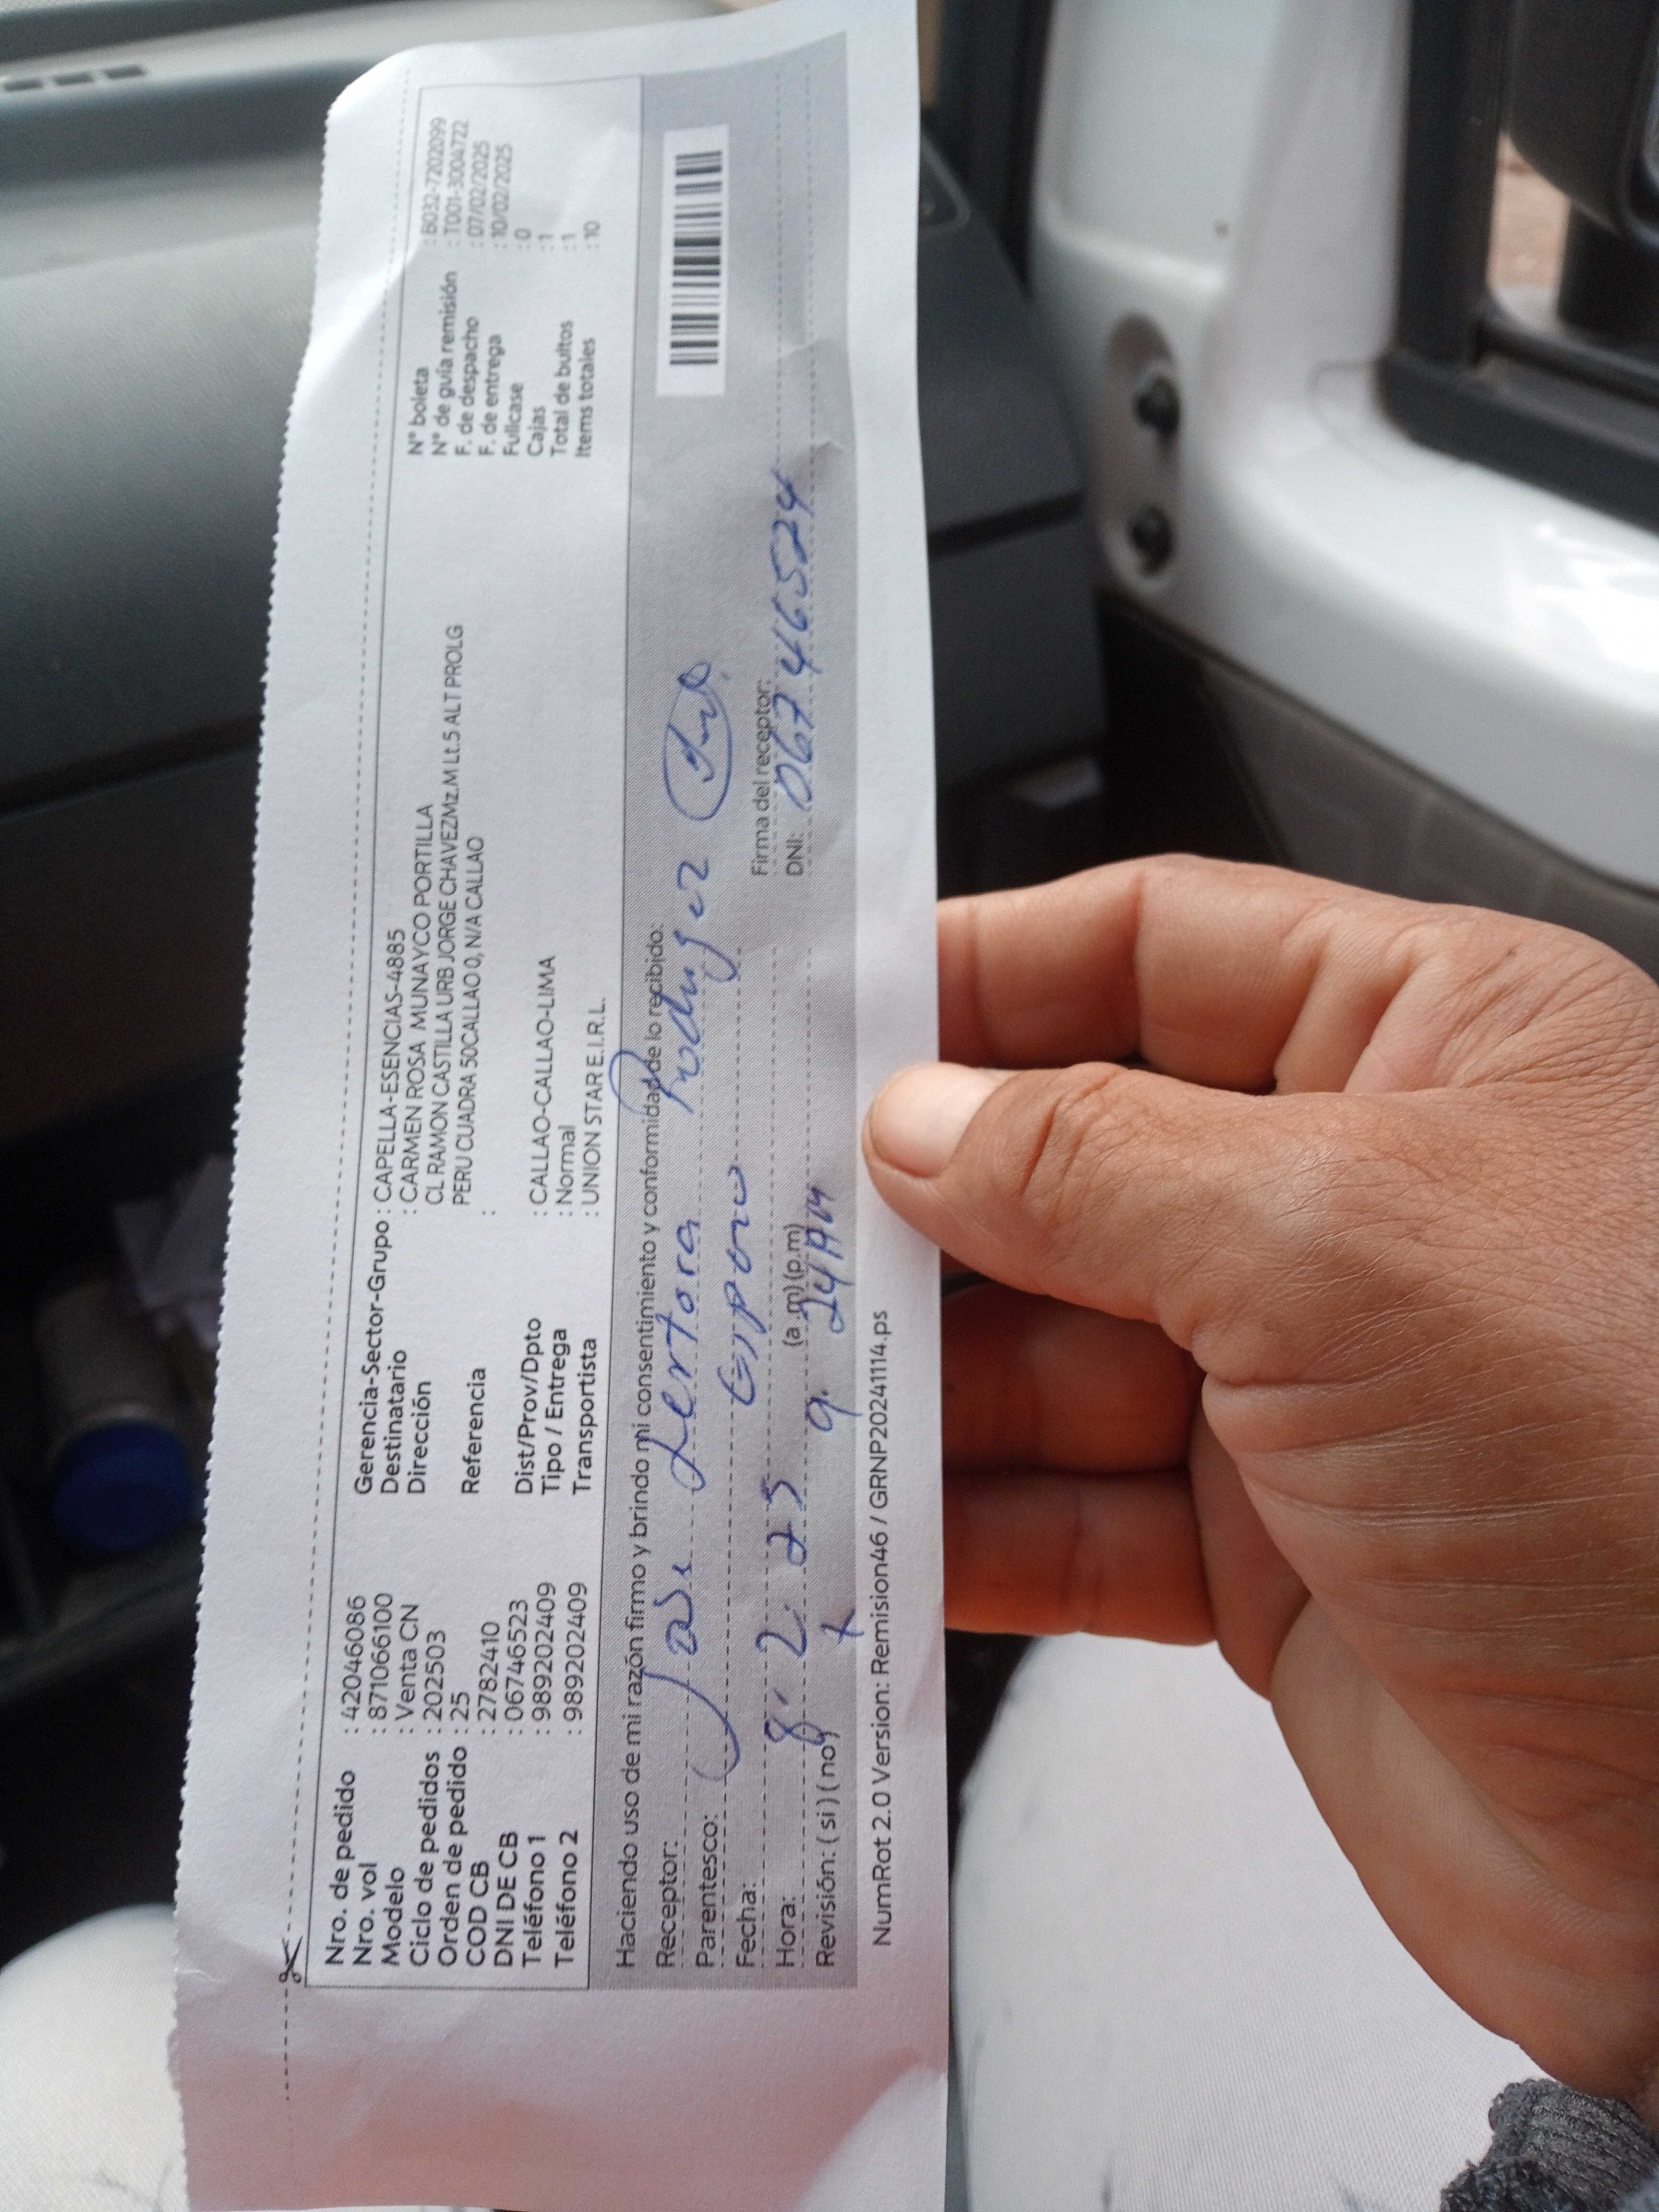 Nro. de pedido : 42046086
Nro. vol : 871066100
Modelo : Venta CN
Ciclo de pedidos : 202503
Orden de pedido : 25
COD CB : 2782410
DNI DE CB : 06746523
Teléfono 1 : 989202409
Teléfono 2 : 989202409
Gerencia-Sector-Grupo : CAPELLA-ESENCIAS-4885
Destinatario : CARMEN ROSA MUNAYCO PORTILLA
Dirección CL RAMON CASTILLA URB JORGE CHAVEZMz.M Lt.5 ALT PROLG
PERU CUADRA 50CALLAO 0, N/A CALLAO
Referencia :
Dist/Prov/Dpto : CALLAO-CALLAO-LIMA
Tipo / Entrega : Normal
Transportista : UNION STAR E.I.R.L.
N° boleta : B032-7202099
N° de guía remisión : T001-3004722
F. de despacho : 07/02/2025
F. de entrega : 10/02/2025
Fullcase : 0
Cajas : 1
Total de bultos : 1
Items totales : 10
Haciendo uso de mi razón firmo y brindo mi consentimiento y conformidad de lo recibido:
Receptor: Lertora
Parentesco: Esposo
Fecha: 8. 2. 25
Hora: 9. 24 AM (a .m) (p.m)
Revisión: ( si ) ( no ) x
Firma del receptor:
DNI: 06746524
NumRot 2.0 Version: Remision46 / GRNP20241114.ps